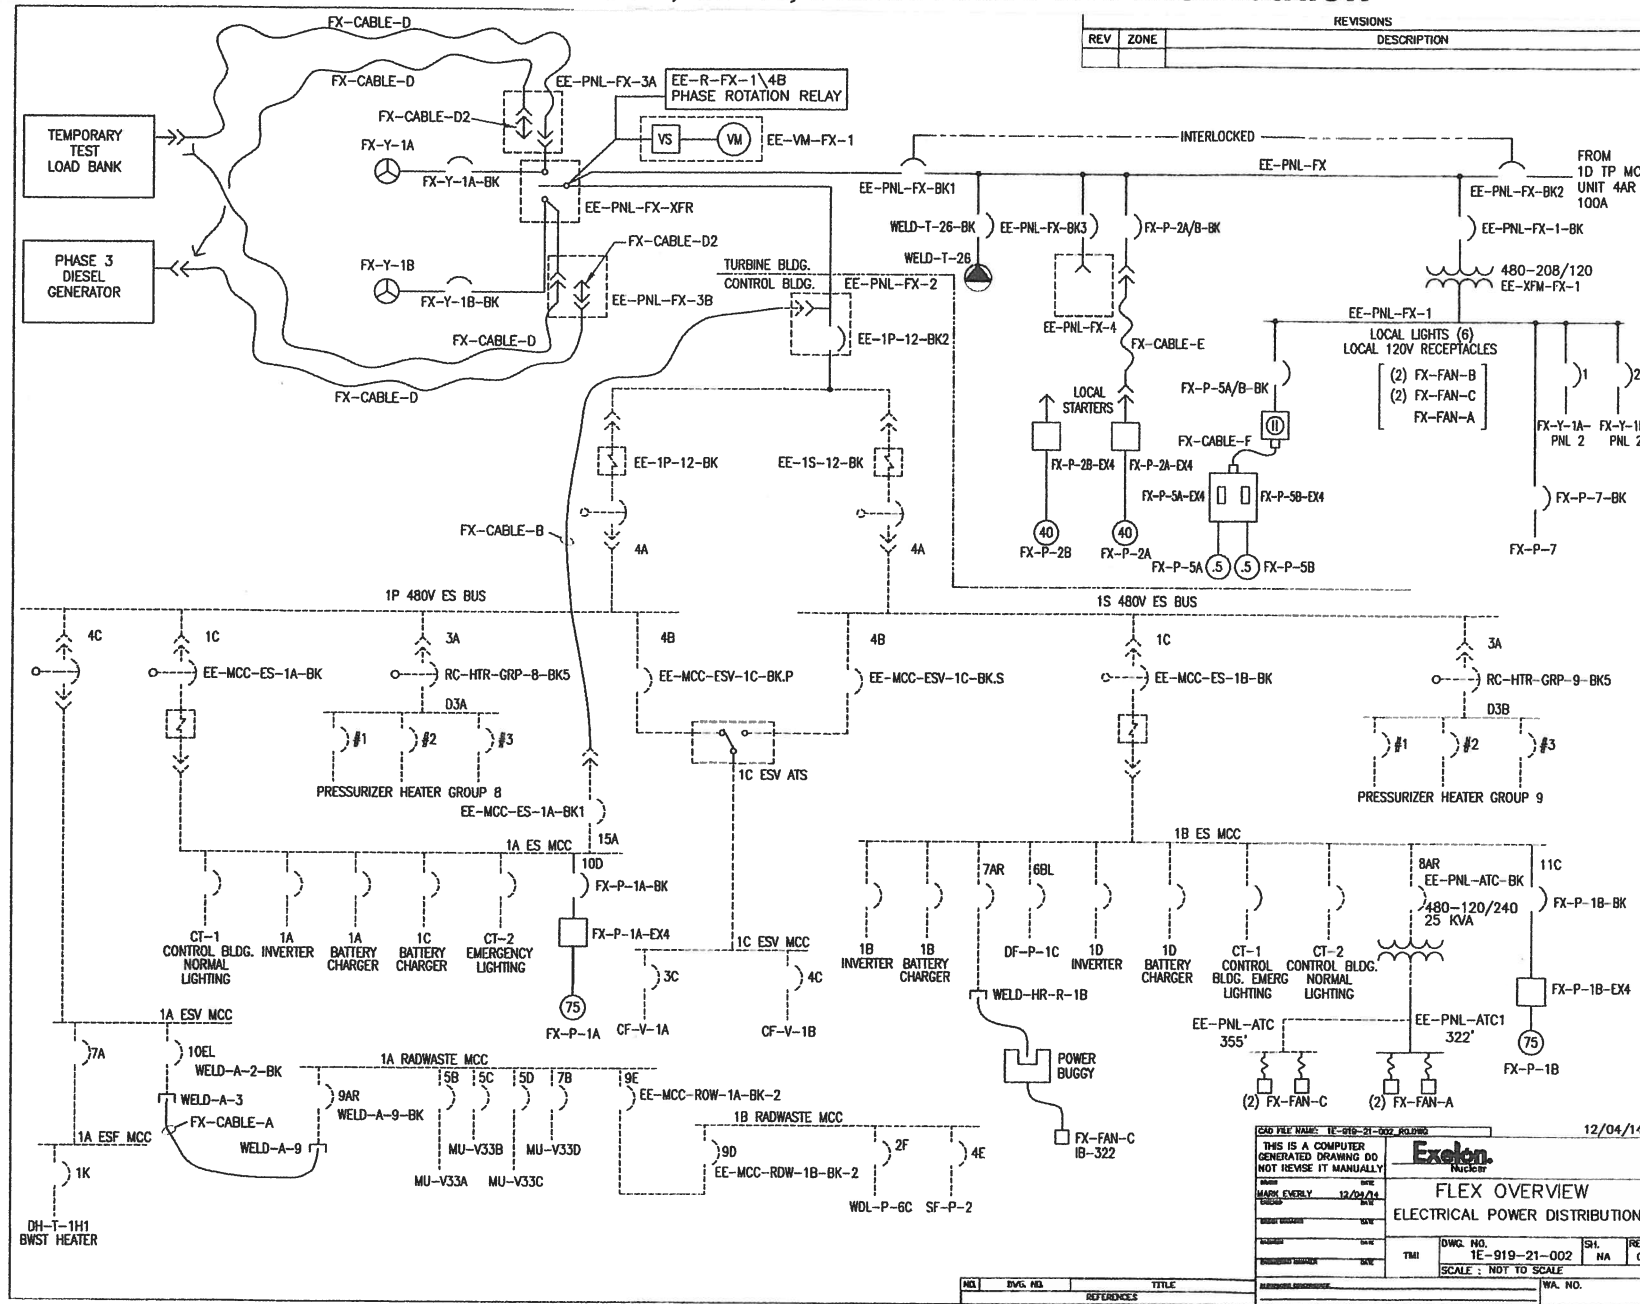 REVISIONS
REV ZONE DESCRIPTION
FX-CABLE-D
FX-CABLE-D
EE-PNL-FX-3A
EE-R-FX-1\4B
PHASE ROTATION RELAY
FX-CABLE-D2
TEMPORARY
TEST
LOAD BANK
VS
VM
EE-VM-FX-1
FX-Y-1A
FX-Y-1A-BK
EE-PNL-FX-XFR
INTERLOCKED
EE-PNL-FX
EE-PNL-FX-BK1
EE-PNL-FX-BK2
FROM
1D TP MC
UNIT 4AR
100A
PHASE 3
DIESEL
GENERATOR
FX-Y-1B
FX-Y-1B-BK
FX-CABLE-D2
EE-PNL-FX-3B
FX-CABLE-D
FX-CABLE-D
TURBINE BLDG.
CONTROL BLDG.
EE-PNL-FX-2
EE-1P-12-BK2
WELD-T-26-BK
WELD-T-26
EE-PNL-FX-BK3
FX-P-2A/B-BK
EE-PNL-FX-4
FX-CABLE-E
EE-PNL-FX-1-BK
480-208/120
EE-XFM-FX-1
EE-PNL-FX-1
LOCAL LIGHTS (6)
LOCAL 120V RECEPTACLES
(2) FX-FAN-B
(2) FX-FAN-C
FX-FAN-A
1
2
FX-Y-1A-
PNL 2
FX-Y-1
PNL 2
FX-P-5A/B-BK
FX-CABLE-F
LOCAL
STARTERS
FX-P-2B-EX4
FX-P-2A-EX4
FX-P-5A-EX4
FX-P-5B-EX4
FX-P-7-BK
FX-P-7
40
FX-P-2B
40
FX-P-2A
FX-P-5A
.5
.5
FX-P-5B
EE-1P-12-BK
EE-1S-12-BK
FX-CABLE-B
4A
4A
1P 480V ES BUS
1S 480V ES BUS
4C
1C
EE-MCC-ES-1A-BK
3A
RC-HTR-GRP-8-BK5
D3A
#1
#2
#3
PRESSURIZER HEATER GROUP 8
4B
EE-MCC-ESV-1C-BK.P
4B
EE-MCC-ESV-1C-BK.S
1C ESV ATS
1C
EE-MCC-ES-1B-BK
3A
RC-HTR-GRP-9-BK5
D3B
#1
#2
#3
PRESSURIZER HEATER GROUP 9
EE-MCC-ES-1A-BK1
15A
1A ES MCC
CT-1
CONTROL BLDG.
NORMAL
LIGHTING
1A
INVERTER
1A
BATTERY
CHARGER
1C
BATTERY
CHARGER
CT-2
EMERGENCY
LIGHTING
10D
FX-P-1A-BK
FX-P-1A-EX4
75
FX-P-1A
1C ESV MCC
3C
CF-V-1A
4C
CF-V-1B
1B ES MCC
1B
INVERTER
1B
BATTERY
CHARGER
7AR
WELD-HR-R-1B
POWER
BUGGY
FX-FAN-C
IB-322
6BL
DF-P-1C
1D
INVERTER
1D
BATTERY
CHARGER
CT-1
CONTROL
BLDG. EMERG
LIGHTING
CT-2
CONTROL BLDG.
NORMAL
LIGHTING
8AR
EE-PNL-ATC-BK
480-120/240
25 KVA
EE-PNL-ATC
355'
EE-PNL-ATC1
322'
(2) FX-FAN-C
(2) FX-FAN-A
11C
FX-P-1B-BK
FX-P-1B-EX4
75
FX-P-1B
1A ESV MCC
7A
10EL
WELD-A-2-BK
WELD-A-3
FX-CABLE-A
1A ESF MCC
1K
DH-T-1H1
BWST HEATER
1A RADWASTE MCC
9AR
WELD-A-9-BK
WELD-A-9
5B
5C
5D
7B
MU-V33A
MU-V33B
MU-V33C
MU-V33D
9E
EE-MCC-ROW-1A-BK-2
1B RADWASTE MCC
9D
EE-MCC-RDW-1B-BK-2
2F
WDL-P-6C
4E
SF-P-2
12/04/14
CAD FILE NAME: 1E-919-21-002_R0.DWG
THIS IS A COMPUTER
GENERATED DRAWING DO
NOT REVISE IT MANUALLY
Exelon.
Nuclear
MARK EVERLY 12/04/14
FLEX OVERVIEW
ELECTRICAL POWER DISTRIBUTION
TMI
DWG. NO.
1E-919-21-002
SH.
NA
SCALE : NOT TO SCALE
WA. NO.
NO. DVG. NO. TITLE
REFERENCES